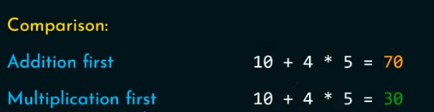 Comparison:
Addition first 10 + 4 * 5 = 70
Multiplication first 10 + 4 * 5 = 30